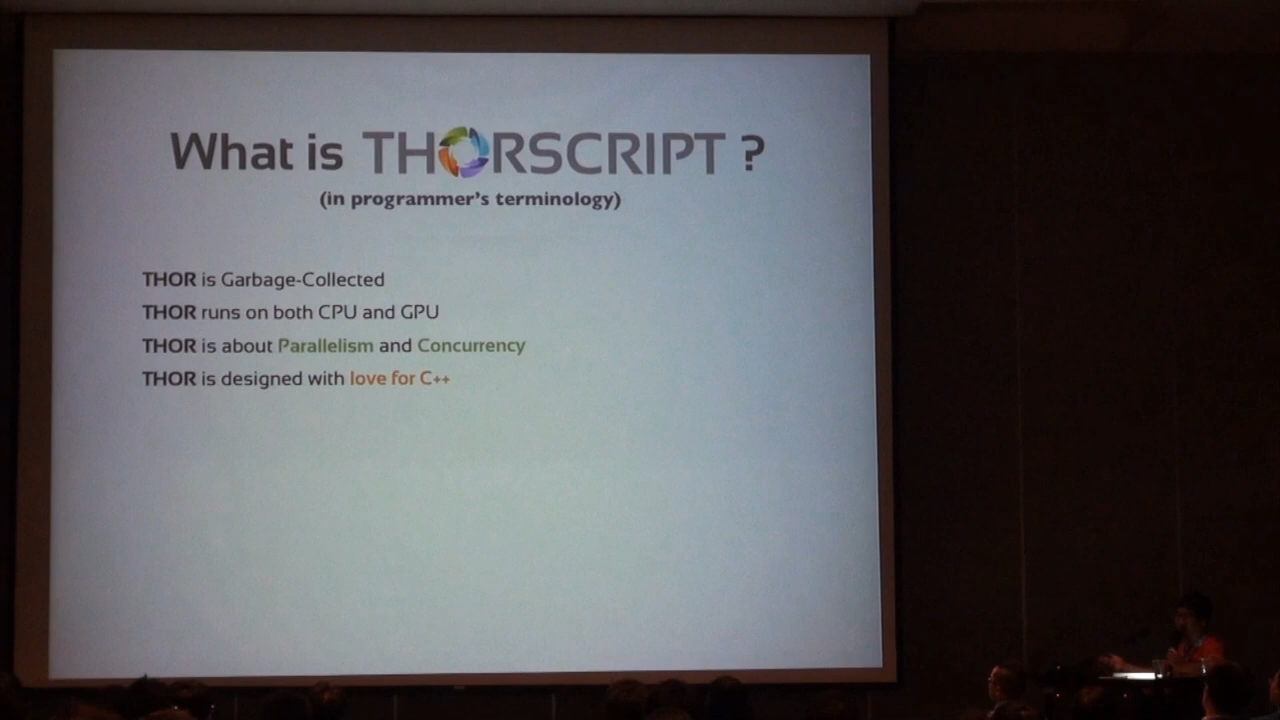 What is THORSCRIPT ?
(in programmer's terminology)
THOR is Garbage-Collected
THOR runs on both CPU and GPU
THOR is about Parallelism and Concurrency
THOR is designed with love for C++